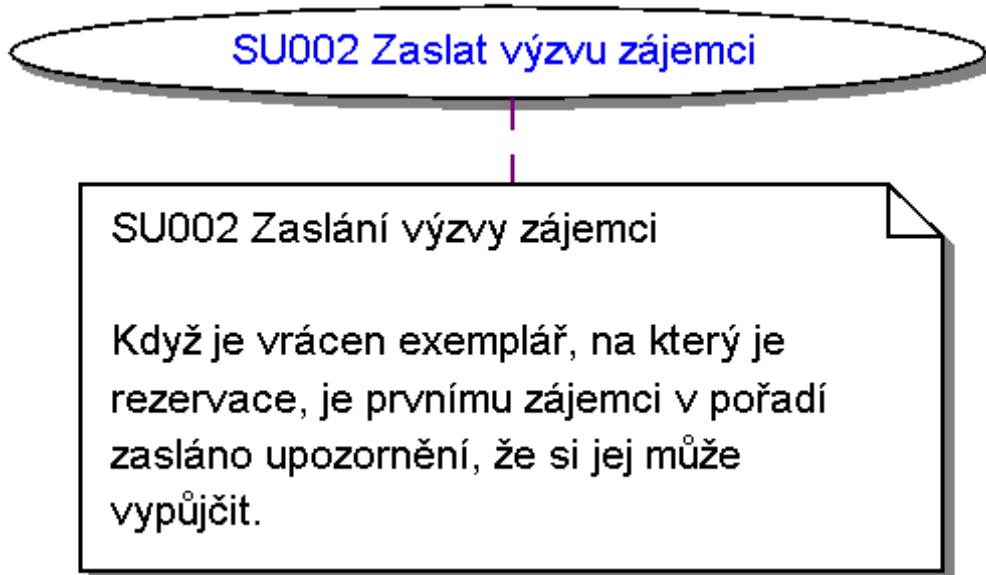 SU002 Zaslat výzvu zájemci
SU002 Zaslání výzvy zájemci
Když je vrácen exemplář, na který je
rezervace, je prvnímu zájemci v pořadí
zasláno upozornění, že si jej může
vypůjčit.